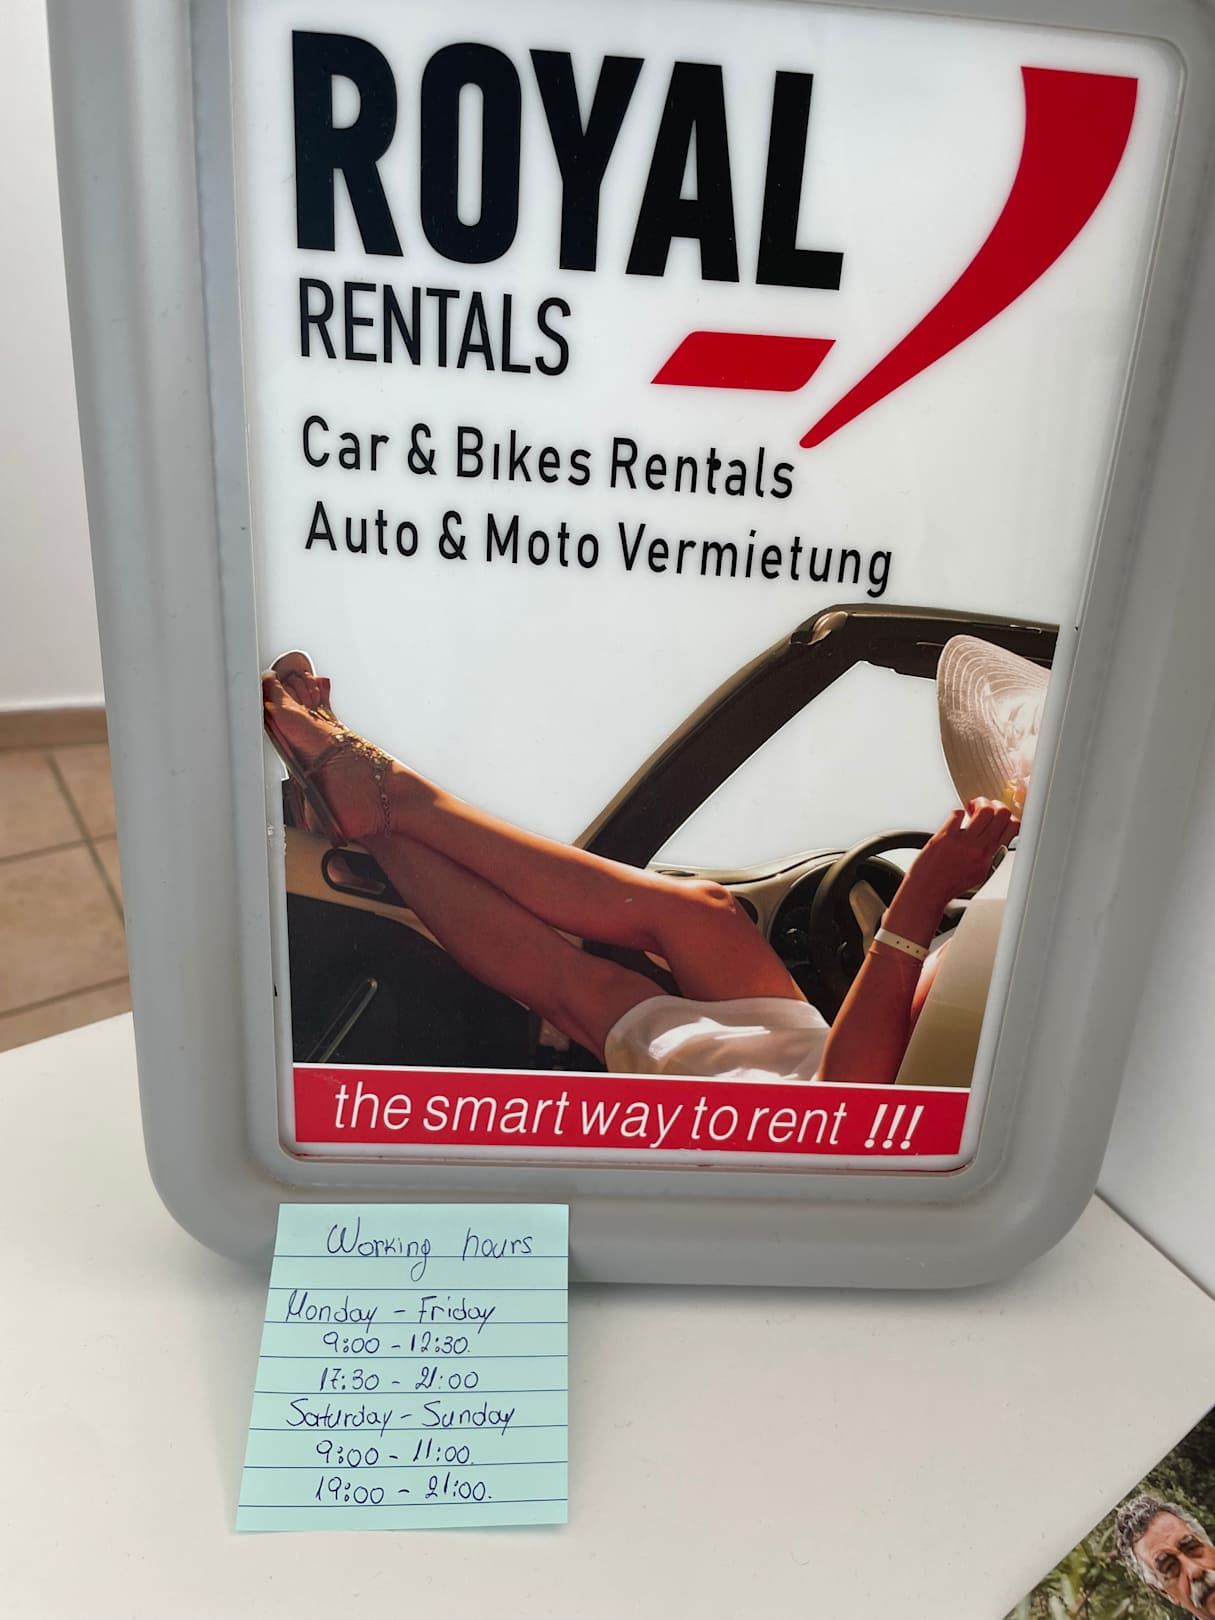 ROYAL
RENTALS
Car & Bıkes Rentals
Auto & Moto Vermietung
the smart way to rent !!!
Working hours
Monday - Friday
9:00 - 12:30.
17:30 - 21:00
Saturday - Sunday
9:00 - 11:00.
19:00 - 21:00.